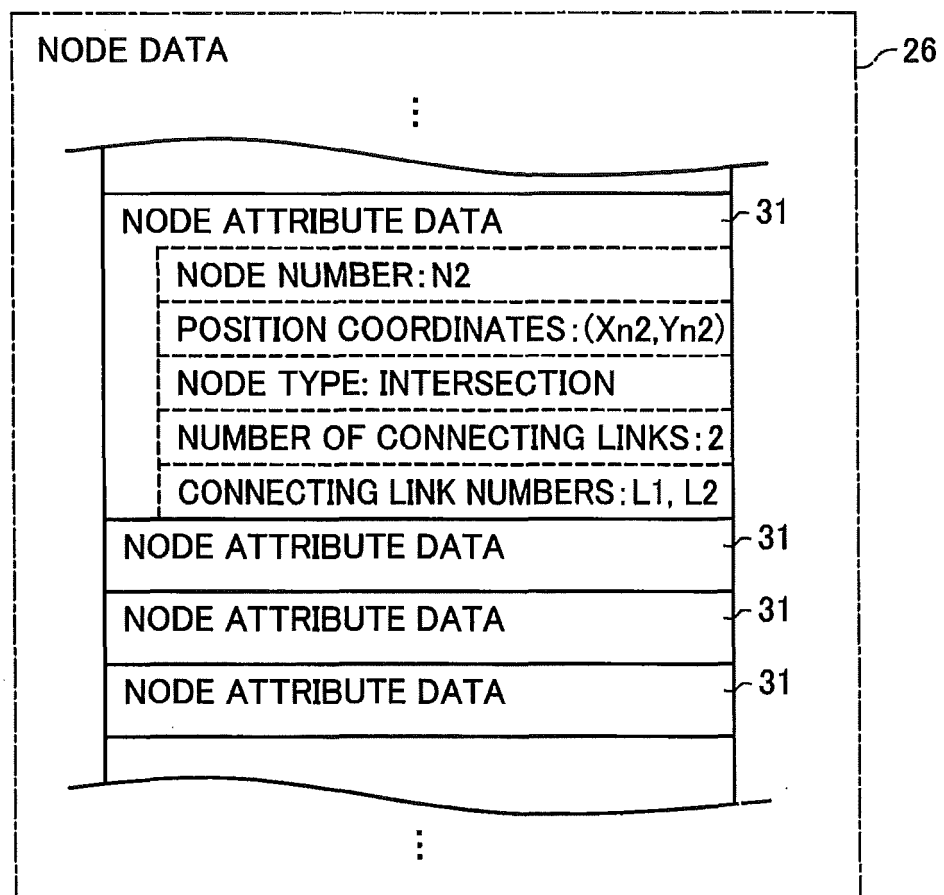 NODE DATA
26
NODE ATTRIBUTE DATA
31
NODE NUMBER:N2
POSITION COORDINATES:(Xn2,Yn2)
NODE TYPE: INTERSECTION
NUMBER OF CONNECTING LINKS:2
CONNECTING LINK NUMBERS:L1, L2
NODE ATTRIBUTE DATA
31
NODE ATTRIBUTE DATA
31
NODE ATTRIBUTE DATA
31